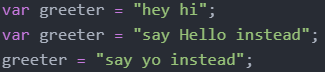 var greeter = "hey hi";
var greeter = "say Hello instead";
greeter = "say yo instead";